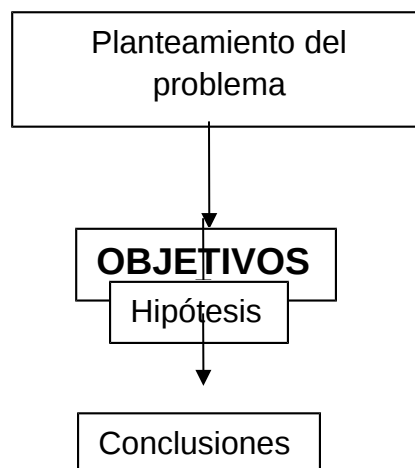 Planteamiento del
problema
OBJETIVOS
Hipótesis
Conclusiones